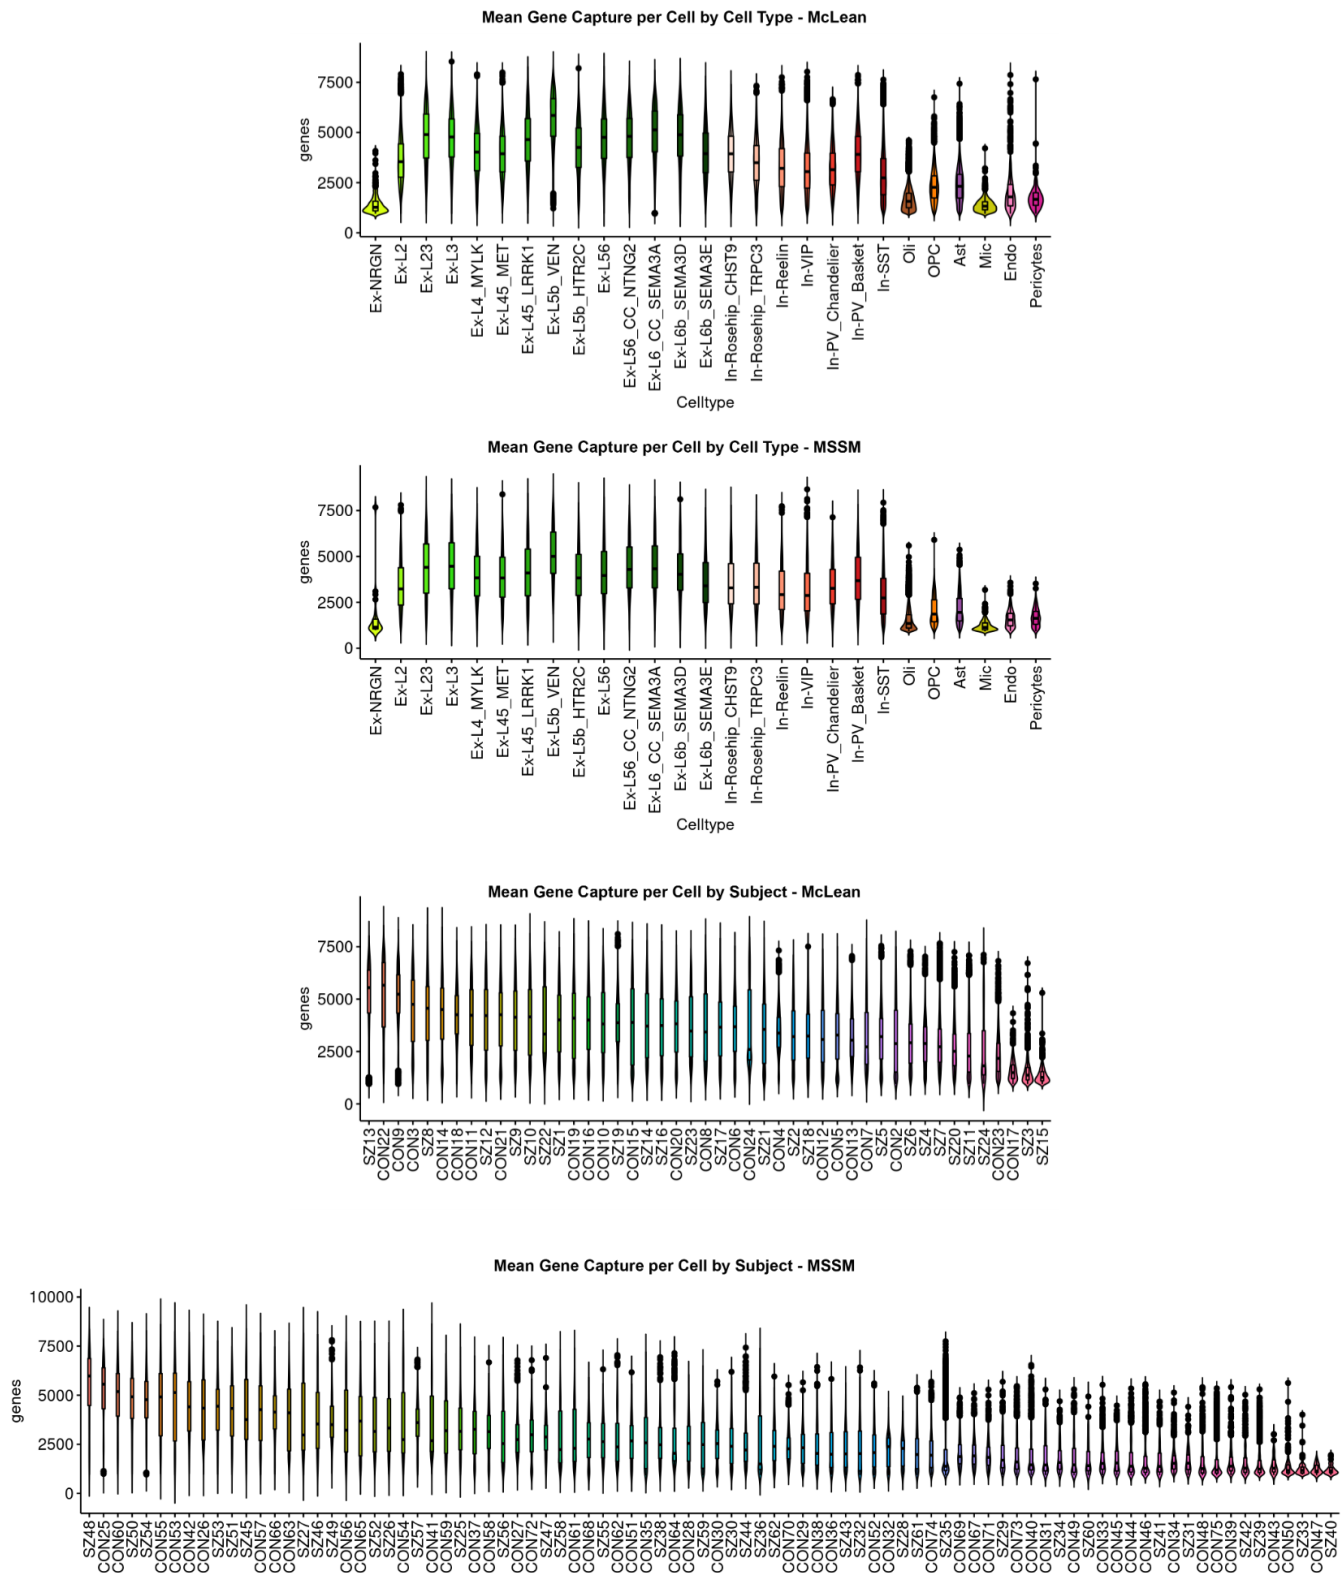 Mean Gene Capture per Cell by Cell Type - McLean
7500
5000
2500
0
genes
Ex-NRGN
Ex-L2
Ex-L23
Ex-L3
Ex-L4_MYLK
Ex-L45_MET
Ex-L45_LRRK1
Ex-L5b_VEN
Ex-L5b_HTR2C
Ex-L56
Ex-L56_CC_NTNG2
Ex-L6_CC_SEMA3A
Ex-L6b_SEMA3D
Ex-L6b_SEMA3E
In-Rosehip_CHST9
In-Rosehip_TRPC3
In-Reelin
In-VIP
In-PV_Chandelier
In-PV_Basket
In-SST
Oli
OPC
Ast
Mic
Endo
Pericytes
Celltype
Mean Gene Capture per Cell by Cell Type - MSSM
7500
5000
2500
0
genes
Ex-NRGN
Ex-L2
Ex-L23
Ex-L3
Ex-L4_MYLK
Ex-L45_MET
Ex-L45_LRRK1
Ex-L5b_VEN
Ex-L5b_HTR2C
Ex-L56
Ex-L56_CC_NTNG2
Ex-L6_CC_SEMA3A
Ex-L6b_SEMA3D
Ex-L6b_SEMA3E
In-Rosehip_CHST9
In-Rosehip_TRPC3
In-Reelin
In-VIP
In-PV_Chandelier
In-PV_Basket
In-SST
Oli
OPC
Ast
Mic
Endo
Pericytes
Celltype
Mean Gene Capture per Cell by Subject - McLean
7500
5000
2500
0
genes
SZ13
CON22
CON9
CON3
SZ8
CON14
CON18
CON11
SZ12
CON21
SZ9
SZ10
SZ22
SZ1
CON19
CON16
CON10
SZ19
CON15
SZ14
SZ16
CON20
SZ23
CON8
SZ17
CON6
CON24
SZ21
CON4
SZ2
SZ18
CON12
CON5
CON13
CON7
SZ5
CON2
SZ6
SZ4
SZ7
SZ20
SZ11
SZ24
CON23
CON17
SZ3
SZ15
Mean Gene Capture per Cell by Subject - MSSM
10000
7500
5000
2500
0
genes
SZ48
CON25
CON60
SZ50
SZ54
CON55
CON53
CON42
CON26
SZ53
SZ51
SZ45
CON57
CON66
CON63
SZ27
SZ46
SZ49
CON56
CON65
SZ52
SZ26
CON54
SZ57
CON41
CON59
SZ25
CON37
CON58
SZ56
CON27
CON72
SZ47
SZ58
CON61
CON68
SZ55
CON62
CON51
CON35
SZ38
CON64
CON28
SZ59
CON30
SZ30
SZ44
SZ36
SZ62
CON70
CON29
CON38
CON36
SZ43
SZ32
CON52
CON32
SZ28
SZ61
CON74
SZ35
CON69
CON67
CON71
SZ29
CON73
CON40
CON31
SZ34
CON49
SZ60
CON33
CON45
CON44
CON46
SZ41
CON34
SZ31
CON48
CON75
CON39
SZ42
SZ39
CON43
CON50
SZ33
CON47
SZ40